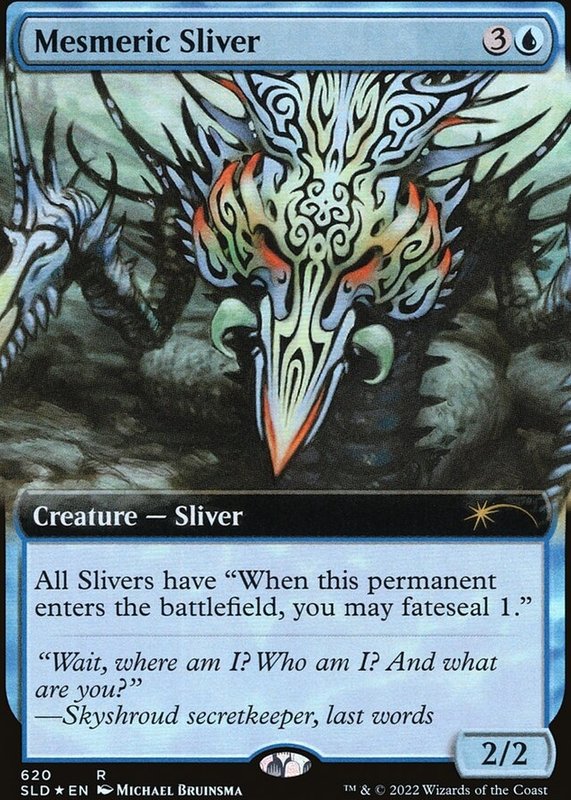 Mesmeric Sliver 3
Creature — Sliver
All Slivers have “When this permanent
enters the battlefield, you may fateseal 1.”
“Wait, where am I? Who am I? And what
are you?”
—Skyshroud secretkeeper, last words
2/2
620 R
SLD★EN Michael Bruinsma
™ & © 2022 Wizards of the Coast